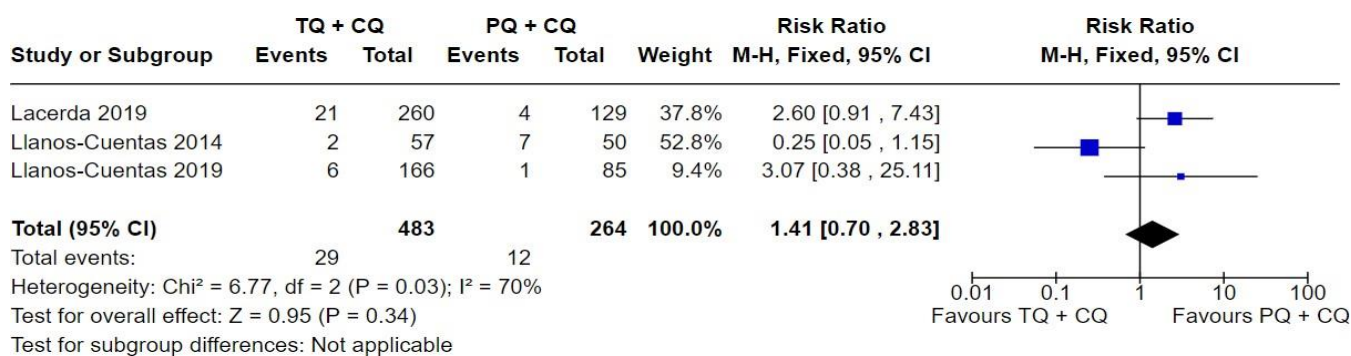 TQ + CQ PQ + CQ Risk Ratio Risk Ratio
Study or Subgroup Events Total Events Total Weight M-H, Fixed, 95% CI M-H, Fixed, 95% CI
Lacerda 2019 21 260 4 129 37.8% 2.60 [0.91 , 7.43]
Llanos-Cuentas 2014 2 57 7 50 52.8% 0.25 [0.05 , 1.15]
Llanos-Cuentas 2019 6 166 1 85 9.4% 3.07 [0.38 , 25.11]
Total (95% CI) 483 264 100.0% 1.41 [0.70 , 2.83]
Total events: 29 12
Heterogeneity: Chi² = 6.77, df = 2 (P = 0.03); I² = 70%
0.01 0.1 1 10 100
Test for overall effect: Z = 0.95 (P = 0.34)
Favours TQ + CQ Favours PQ + CQ
Test for subgroup differences: Not applicable